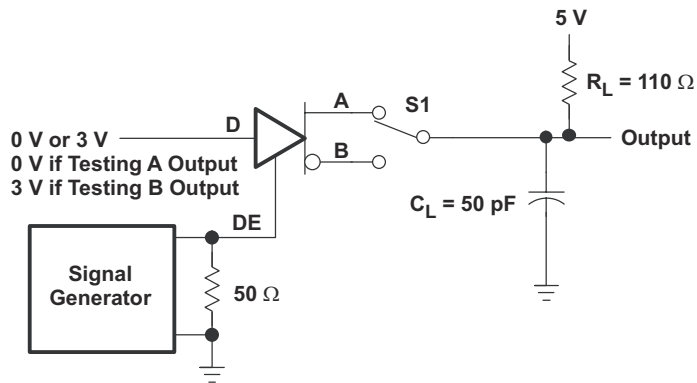 5 V
R_L = 110 Ω
A
S1
D
0 V or 3 V
0 V if Testing A Output
3 V if Testing B Output
B
Output
C_L = 50 pF
DE
Signal
Generator
50 Ω